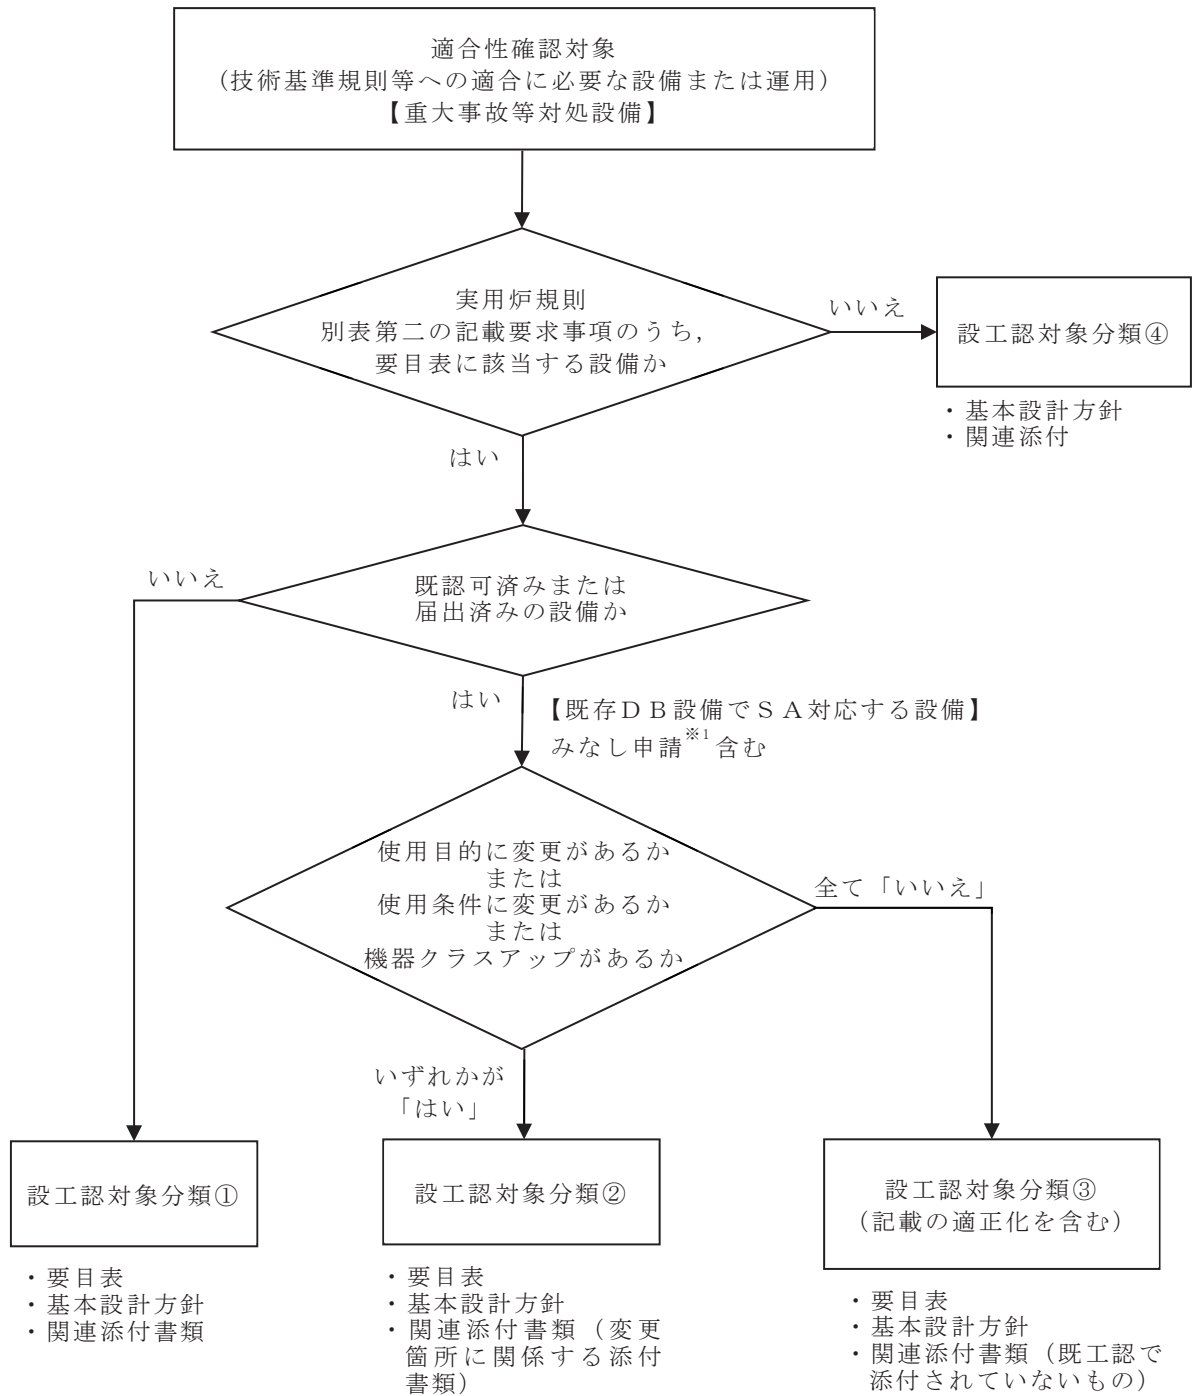 適合性確認対象
(技術基準規則等への適合に必要な設備または運用)
【重大事故等対処設備】
実用炉規則
別表第二の記載要求事項のうち,
要目表に該当する設備か
いいえ
設工認対象分類④
・基本設計方針
・関連添付
はい
既認可済みまたは
届出済みの設備か
いいえ
はい
【既存DB設備でSA対応する設備】
みなし申請※1含む
使用目的に変更があるか
または
使用条件に変更があるか
または
機器クラスアップがあるか
全て「いいえ」
いずれかが
「はい」
設工認対象分類①
・要目表
・基本設計方針
・関連添付書類
設工認対象分類②
・要目表
・基本設計方針
・関連添付書類(変更
箇所に関係する添付
書類)
設工認対象分類③
(記載の適正化を含む)
・要目表
・基本設計方針
・関連添付書類(既工認で
添付されていないもの)